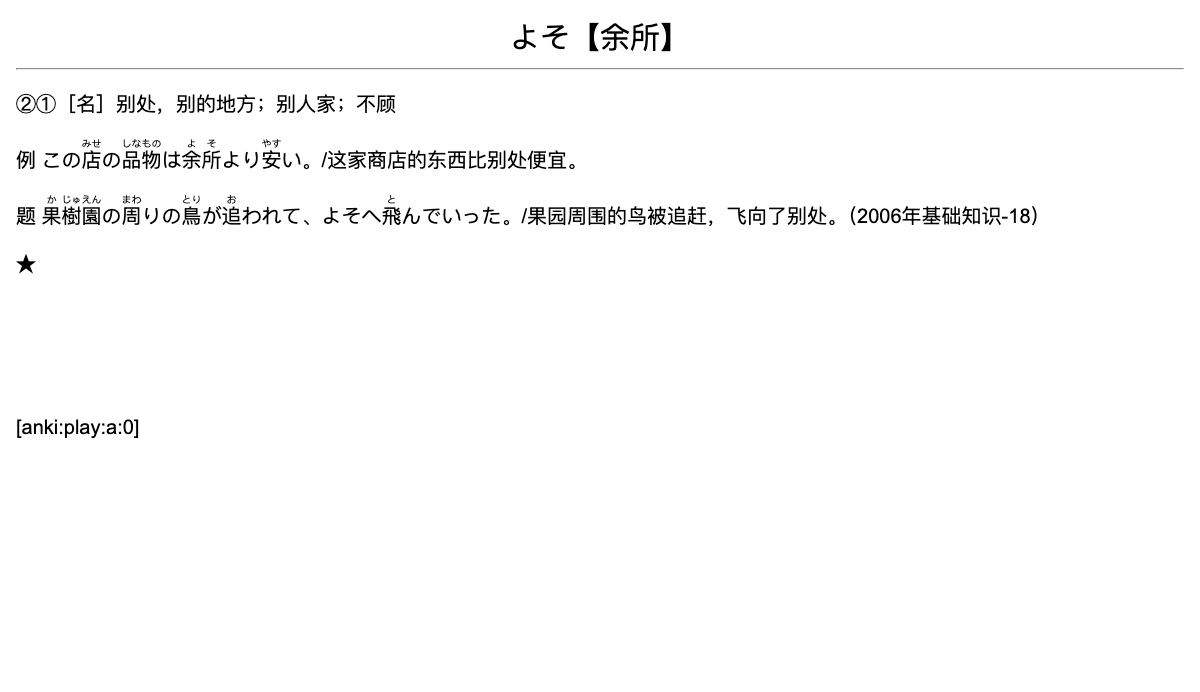 よそ【余所】
②①［名］别处，别的地方；别人家；不顾
例 この店の品物は余所より安い。/这家商店的东西比别处便宜。
题 果樹園の周りの鳥が追われて、よそへ飛んでいった。/果园周围的鸟被追赶，飞向了别处。（2006年基础知识-18）
★
[anki:play:a:0]